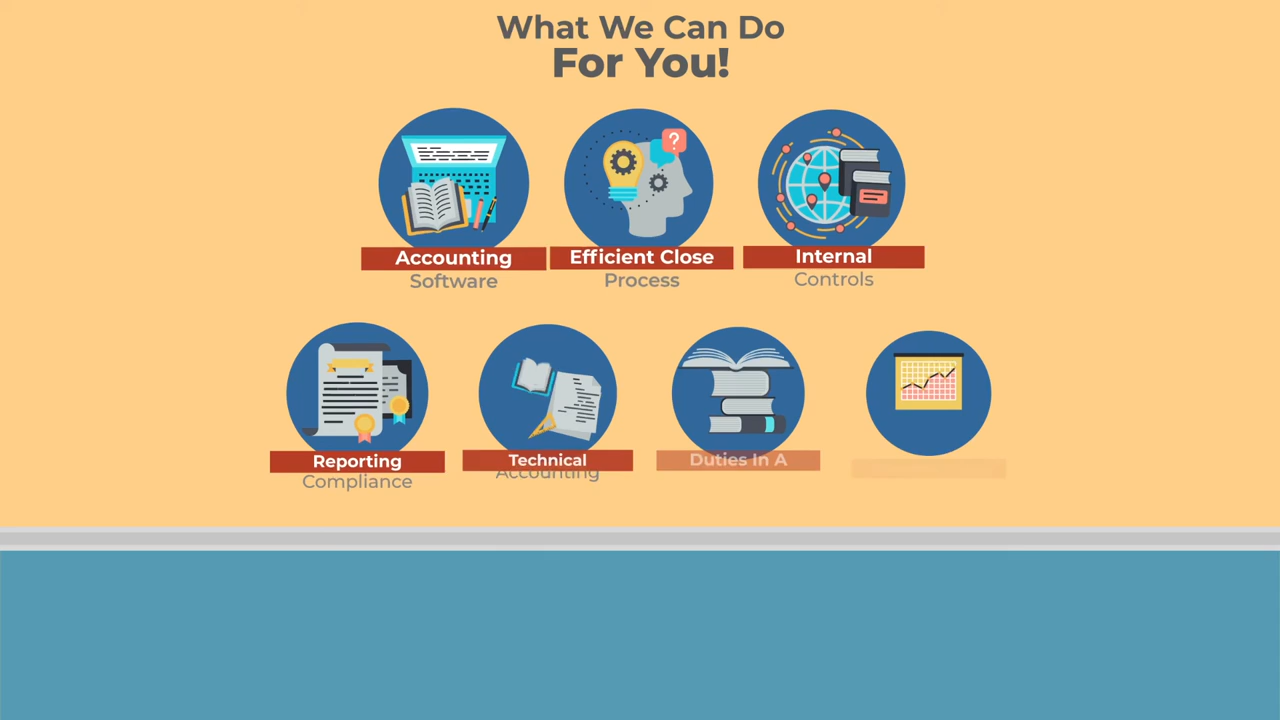 What We Can Do
For You!
Accounting
Software
Efficient Close
Process
Internal
Controls
Reporting
Compliance
Technical
Accounting
Duties In A
?